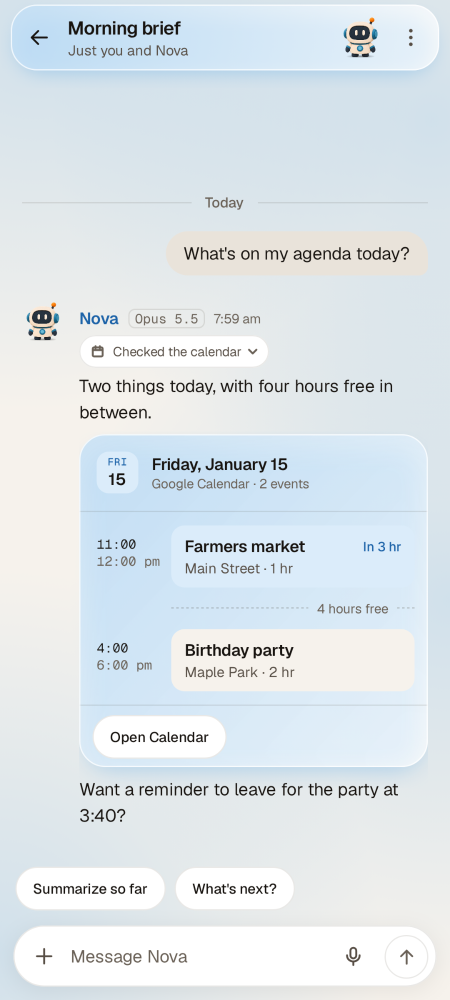 Morning brief
Just you and Nova
Today
What's on my agenda today?
Nova Opus 5.5 7:59 am
Checked the calendar
Two things today, with four hours free in
between.
FRI
15
Friday, January 15
Google Calendar · 2 events
11:00
12:00 pm
Farmers market
In 3 hr
Main Street · 1 hr
4 hours free
4:00
6:00 pm
Birthday party
Maple Park · 2 hr
Open Calendar
Want a reminder to leave for the party at
3:40?
Summarize so far
What's next?
Message Nova